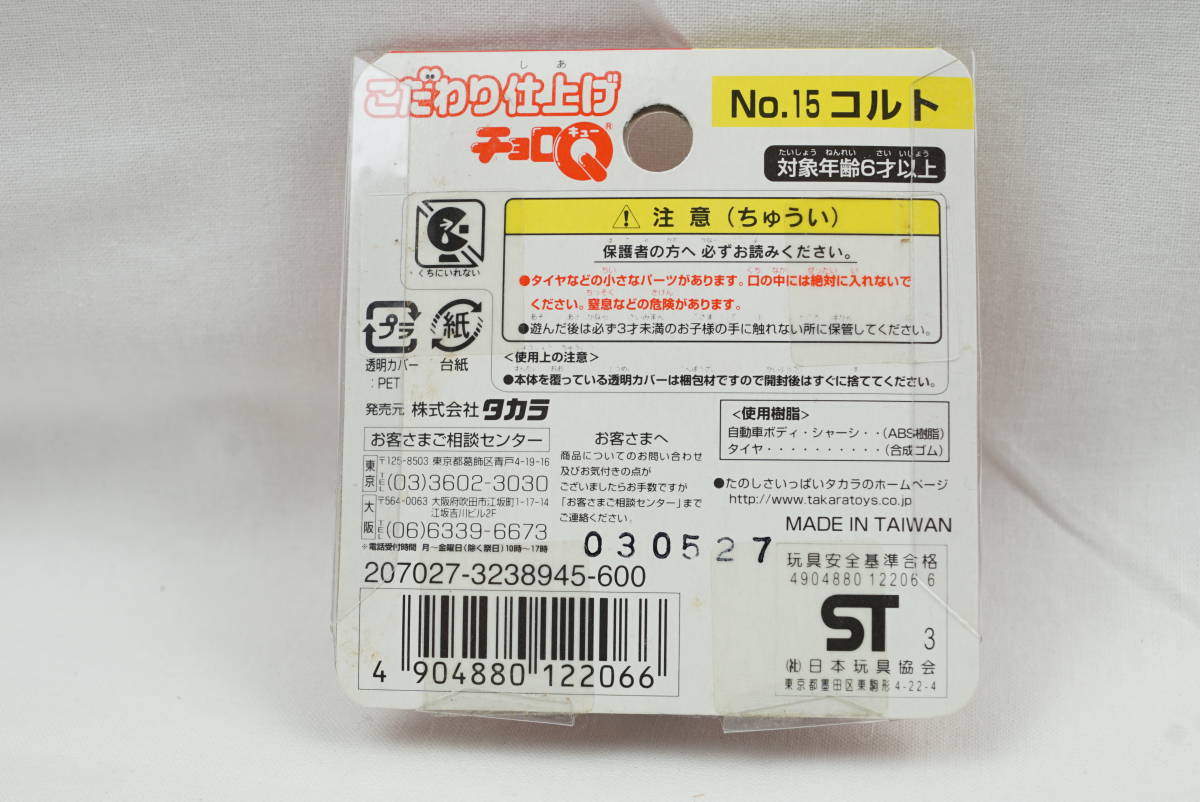 こだわり仕上げ
しあ
チョロQ®
キュー
No.15 コルト
たいしょう ねんれい さい いじょう
対象年齢6才以上
くちにいれない
注 意 (ちゅうい)
保護者の方へ 必ずお読みください。
●タイヤなどの小さなパーツがあります。口の中には絶対に入れないで
ください。窒息などの危険があります。
●遊んだ後は必ず3才未満のお子様の手に触れない所に保管してください。
<使用上の注意>
●本体を覆っている透明カバーは梱包材ですので開封後はすぐに捨ててください。
プラ
紙
透明カバー
:PET
台紙
発売元 株式会社タカラ
お客さまご相談センター
東京
〒125-8503 東京都葛飾区青戸4-19-16
TEL(03)3602-3030
大阪
〒564-0063 大阪府吹田市江坂町1-17-14
江坂吉川ビル2F
TEL(06)6339-6673
※電話受付時間 月〜金曜日(除く祭日)10時〜17時
お客さまへ
商品についてのお問い合わせ
及びお気付きの点が
ございましたらお手数ですが
「お客さまご相談センター」まで
ご連絡ください。
<使用樹脂>
自動車ボディ・シャーシ・・(ABS樹脂)
タイヤ・・・・・・・・・・(合成ゴム)
●たのしさいっぱいタカラのホームページ
http://www.takaratoys.co.jp
MADE IN TAIWAN
030527
207027-3238945-600
4 904880 122066
玩具安全基準合格
4904880 12206 6
ST 3
(社)日本玩具協会
東京都墨田区東駒形4-22-4